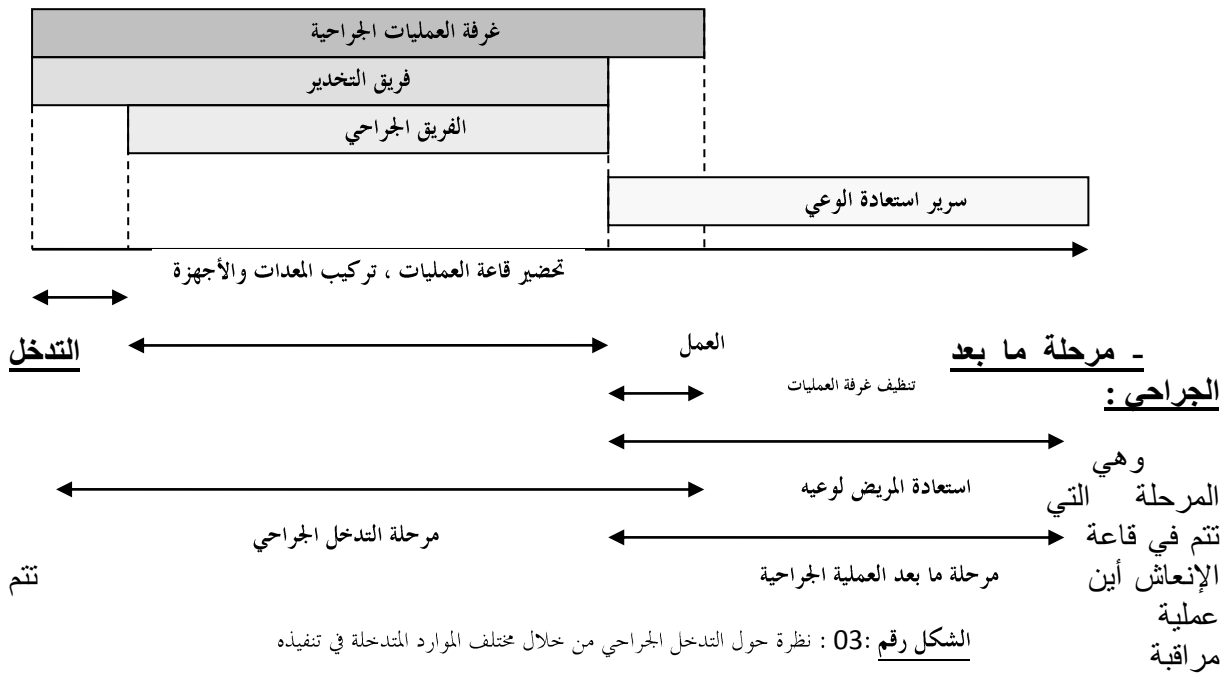 غرفة العمليات الجراحية
فريق التخدير
الفريق الجراحي
سرير استعادة الوعي
تحضير قاعة العمليات ، تركيب المعدات والأجهزة
العمل
- مرحلة ما بعد التدخل
تنظيف غرفة العمليات
الجراحي :
وهي
استعادة المريض لوعيه
المرحلة التي
مرحلة التدخل الجراحي
تتم في قاعة
مرحلة ما بعد العملية الجراحية
الإنعاش أين تتم
عملية
الشكل رقم :03 : نظرة حول التدخل الجراحي من خلال مختلف الموارد المتدخلة في تنفيذه
مراقبة